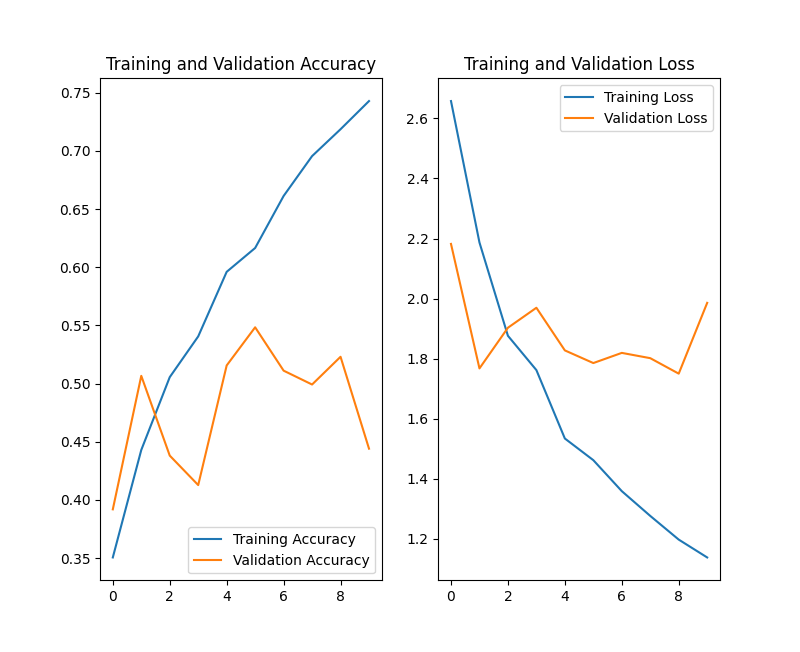 Training and Validation Accuracy
0.75
0.70
0.65
0.60
0.55
0.50
0.45
0.40
0.35
Training Accuracy
Validation Accuracy
0 2 4 6 8
Training and Validation Loss
Training Loss
Validation Loss
2.6
2.4
2.2
2.0
1.8
1.6
1.4
1.2
0 2 4 6 8